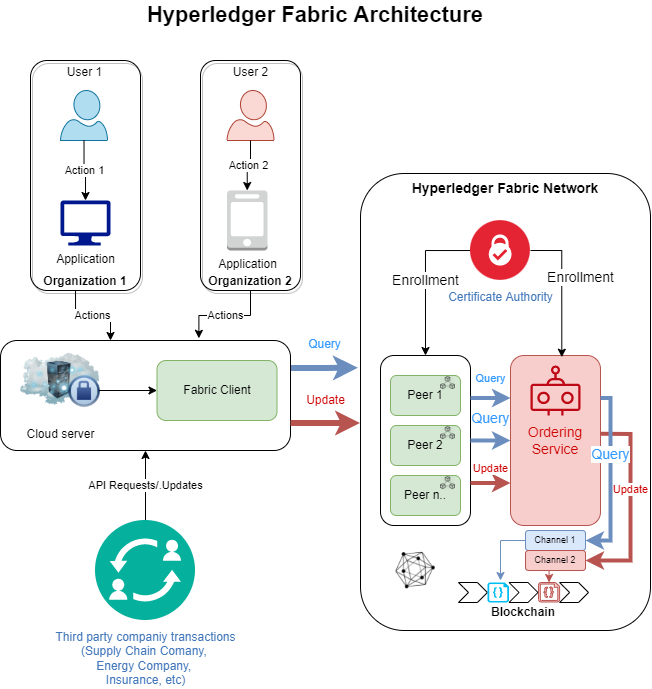 Hyperledger Fabric Architecture
User 1
User 2
Action 1
Action 2
Application
Organization 1
Application
Organization 2
Actions
Actions
Hyperledger Fabric Network
Certificate Authority
Enrollment
Enrollment
Cloud server
Fabric Client
Query
Update
Peer 1
Peer 2
Peer n..
Query
Query
Update
Ordering
Service
Query
Update
Channel 1
Channel 2
{}
{}
Blockchain
API Requests/.Updates
Third party companiy transactions
(Supply Chain Comany,
Energy Company,
Insurance, etc)